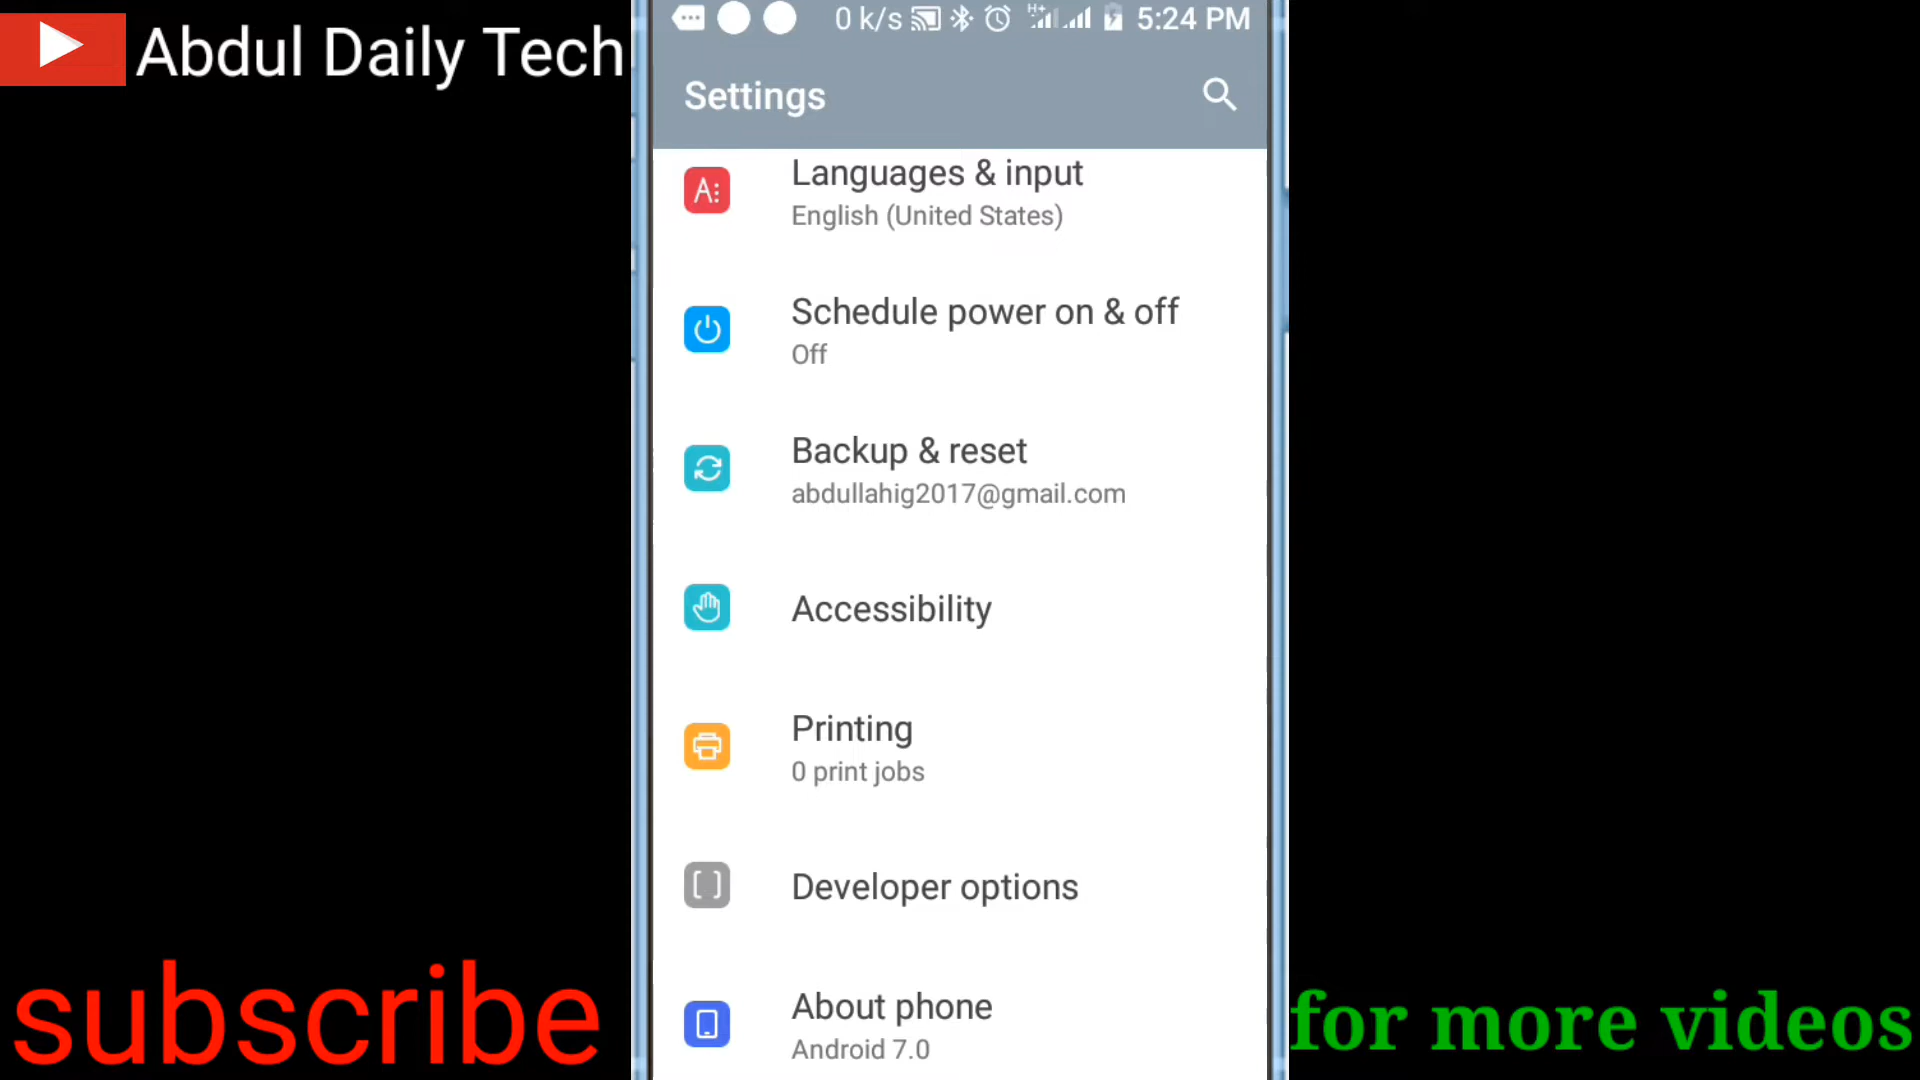 Abdul Daily Tech
0 k/s H+ 5:24 PM
Settings
A:
Languages & input
English (United States)
Schedule power on & off
Off
Backup & reset
abdullahig2017@gmail.com
Accessibility
Printing
0 print jobs
Developer options
About phone
Android 7.0
subscribe
for more videos